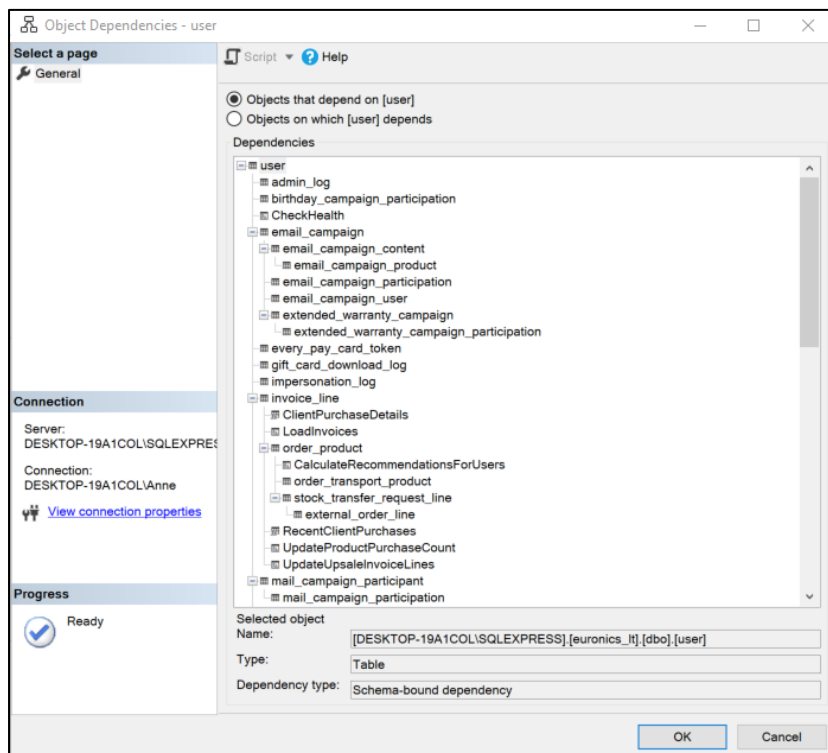 Object Dependencies - user
Select a page
General
Script
Help
Objects that depend on [user]
Objects on which [user] depends
Dependencies
user
admin_log
birthday_campaign_participation
CheckHealth
email_campaign
email_campaign_content
email_campaign_product
email_campaign_participation
email_campaign_user
extended_warranty_campaign
extended_warranty_campaign_participation
every_pay_card_token
gift_card_download_log
impersonation_log
invoice_line
ClientPurchaseDetails
LoadInvoices
order_product
CalculateRecommendationsForUsers
order_transport_product
stock_transfer_request_line
external_order_line
RecentClientPurchases
UpdateProductPurchaseCount
UpdateUpsaleInvoiceLines
mail_campaign_participant
mail_campaign_participation
Connection
Server:
DESKTOP-19A1COL\SQLEXPRES
Connection:
DESKTOP-19A1COL\Anne
View connection properties
Progress
Ready
Selected object
Name:
[DESKTOP-19A1COL\SQLEXPRESS].[euronics_lt].[dbo].[user]
Type:
Table
Dependency type:
Schema-bound dependency
OK
Cancel